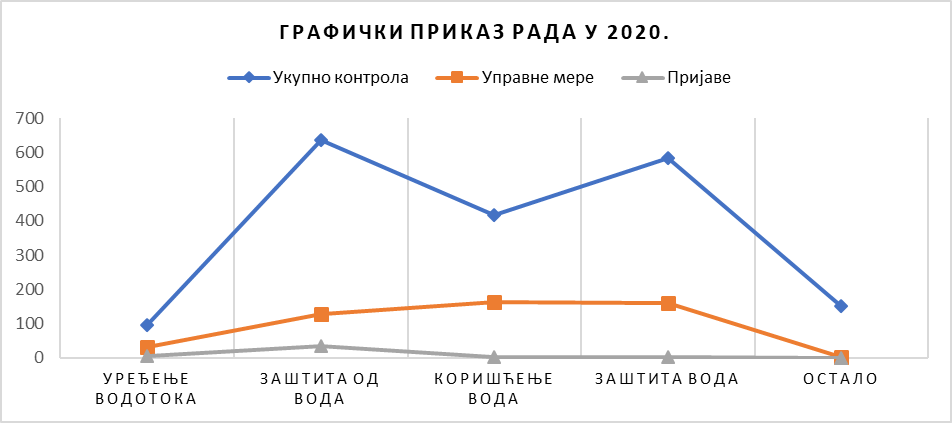 ГРАФИЧКИ ПРИКАЗ РАДА У 2020.
Укупно контрола Управне мере Пријаве
700
600
500
400
300
200
100
0
УРЕЂЕЊЕ ВОДОТОКА
ЗАШТИТА ОД ВОДА
КОРИШЋЕЊЕ ВОДА
ЗАШТИТА ВОДА
ОСТАЛО